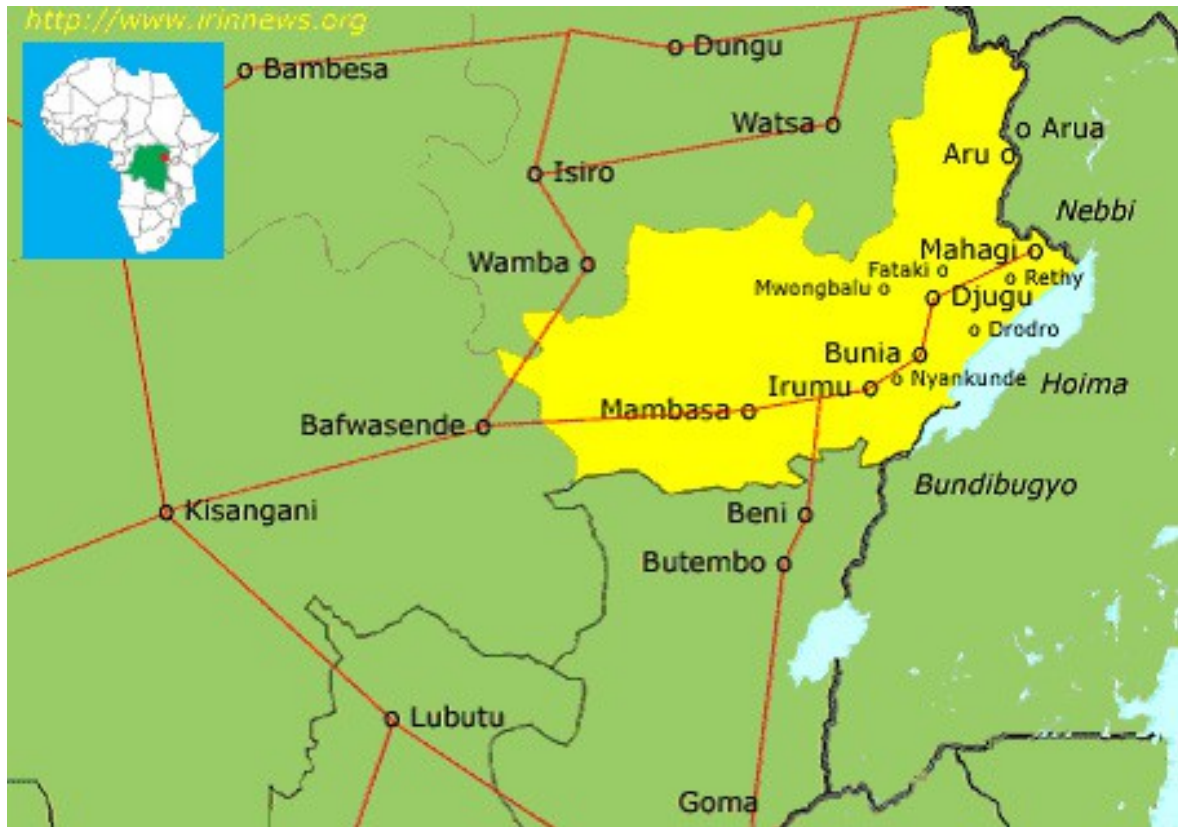 http://www.irinnews.org
Dungu
Bambesa
Watsa
Arua
Aru
Isiro
Nebbi
Mahagi
Wamba
Fataki
Rethy
Mwongbalu
Djugu
Drodro
Bunia
Nyankunde
Hoima
Irumu
Mambasa
Bafwasende
Bundibugyo
Kisangani
Beni
Butembo
Lubutu
Goma